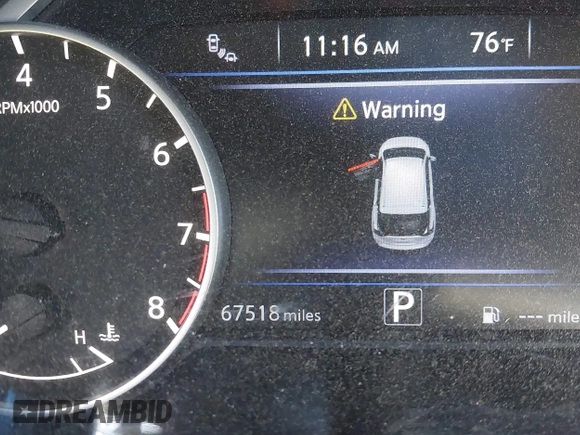 11:16 AM 76°F
4
5
RPMx1000
Warning
6
7
8
67518 miles P --- mile
H
DREAMBID